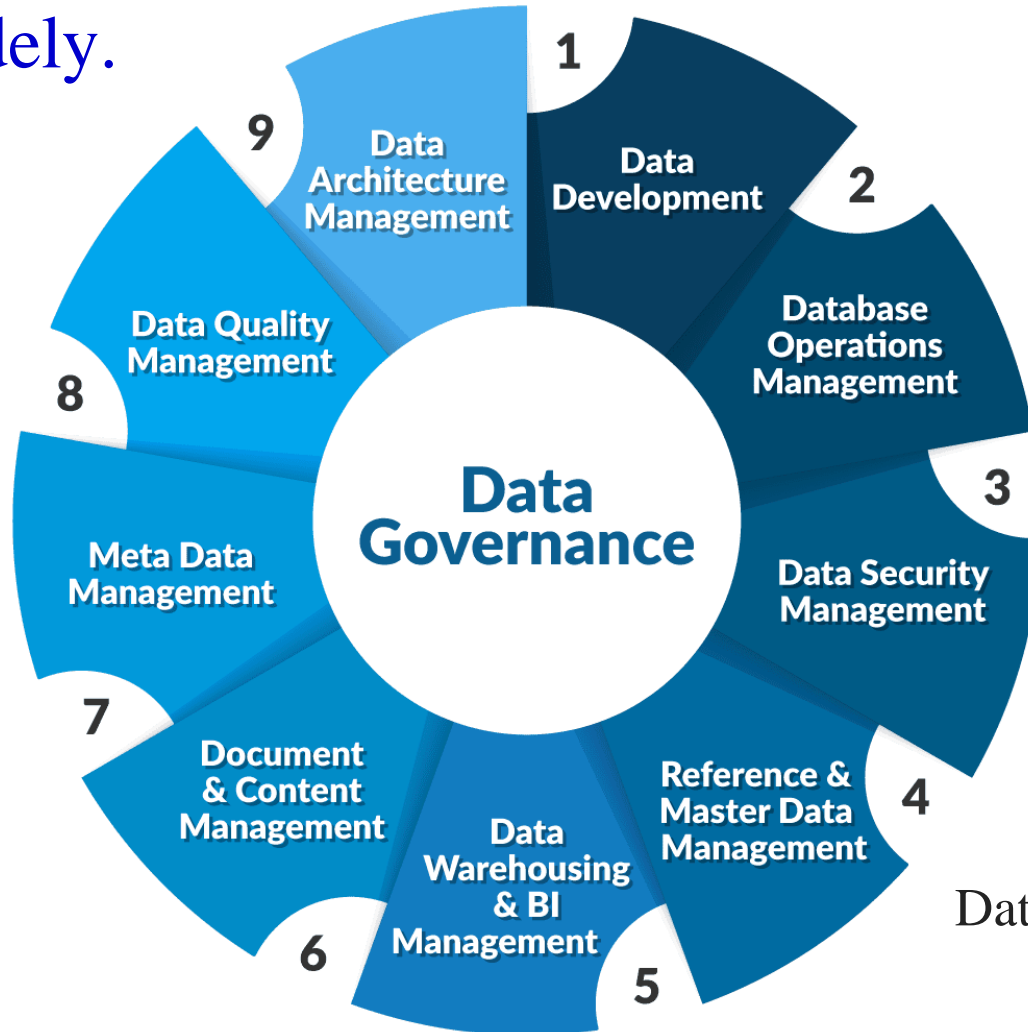 dely.
1
Data
Development
2
Database
Operations
Management
3
Data Security
Management
4
Reference &
Master Data
Management
5
Data
Warehousing
& BI
Management
6
Document
& Content
Management
7
Meta Data
Management
8
Data Quality
Management
9
Data
Architecture
Management
Data
Governance
Dat